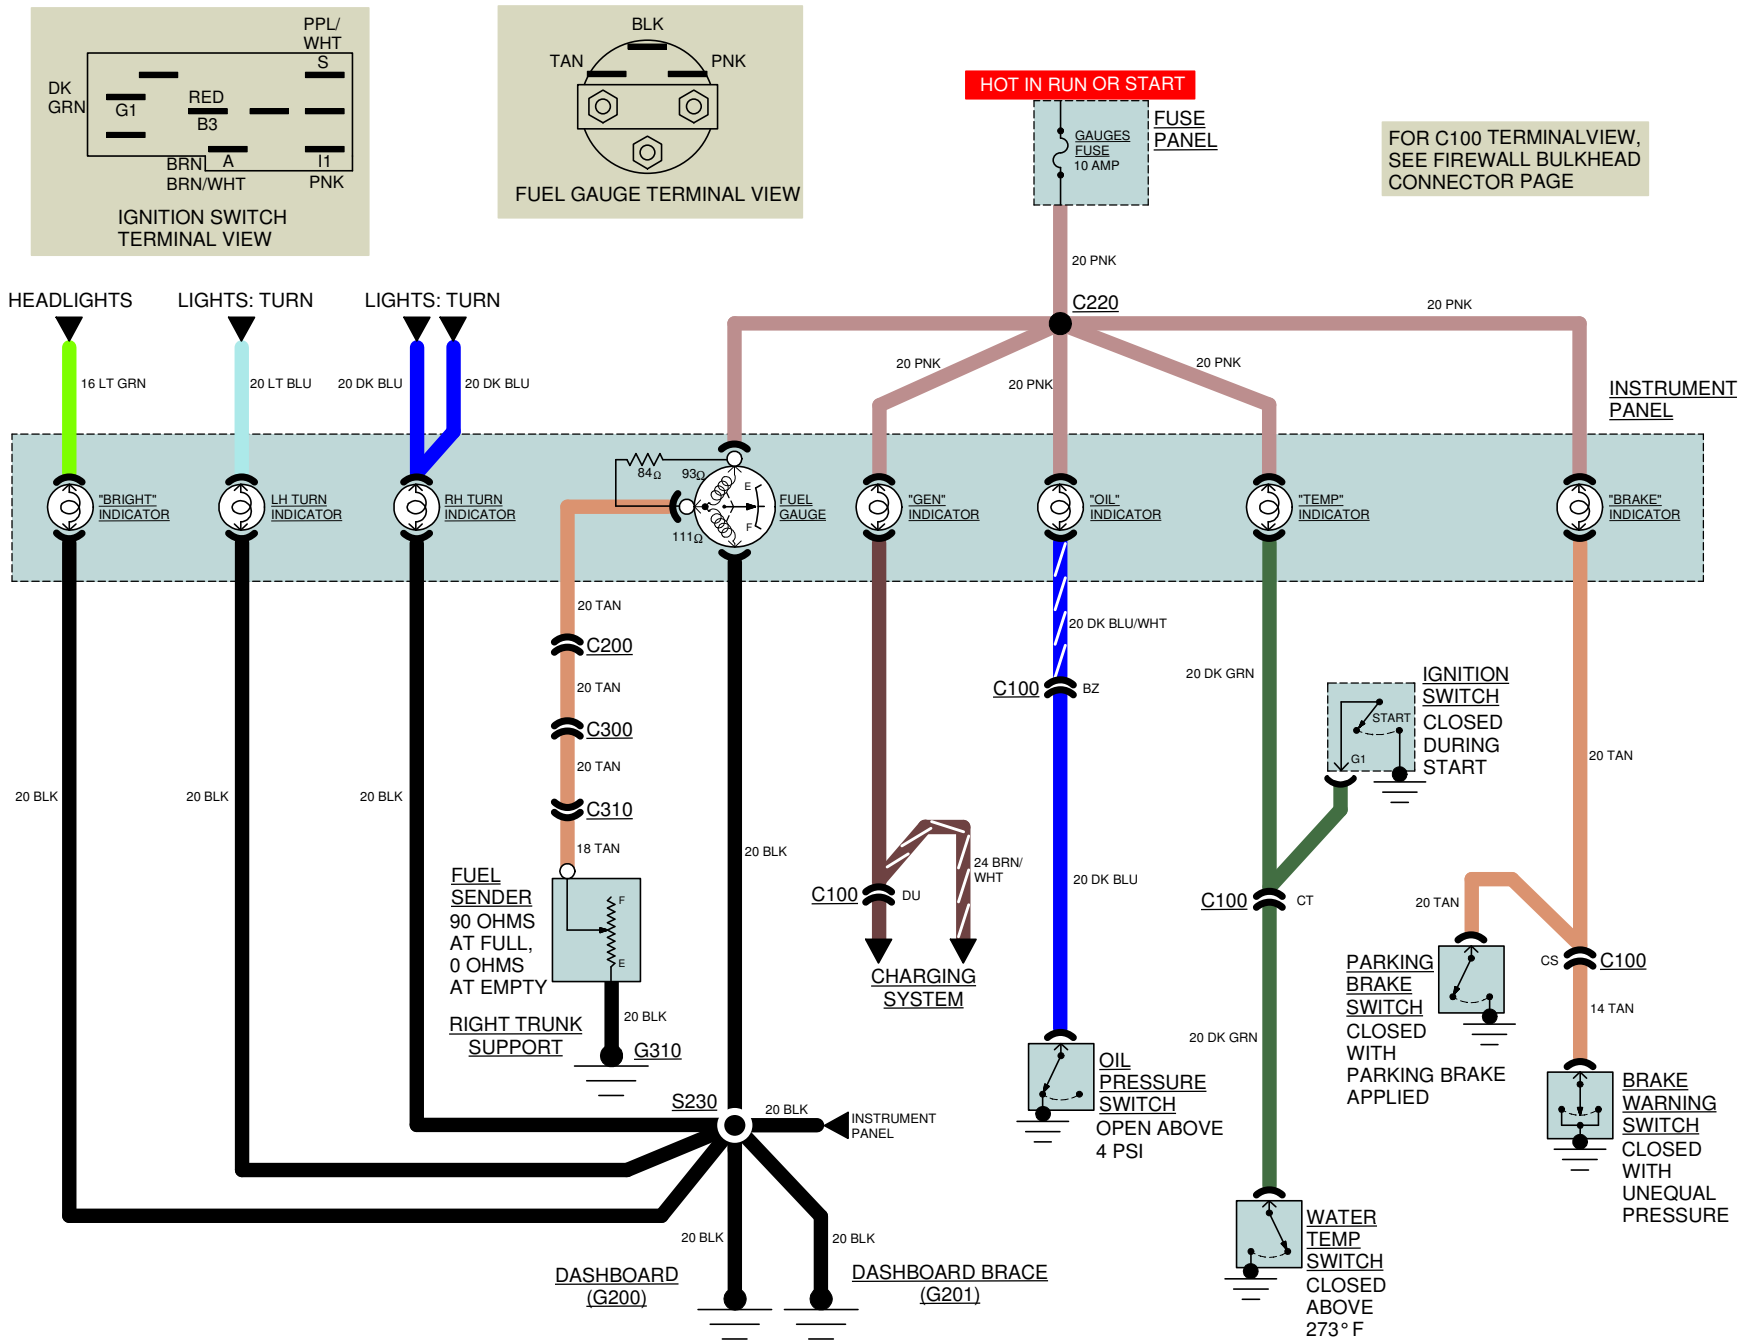 PPL/
WHT
S
DK
GRN
G1
RED
B3
BRN
A
I1
BRN/WHT
PNK
IGNITION SWITCH
TERMINAL VIEW
BLK
TAN
PNK
FUEL GAUGE TERMINAL VIEW
HOT IN RUN OR START
GAUGES
FUSE
10 AMP
FUSE
PANEL
FOR C100 TERMINALVIEW,
SEE FIREWALL BULKHEAD
CONNECTOR PAGE
20 PNK
C220
20 PNK
20 PNK
20 PNK
20 PNK
HEADLIGHTS
LIGHTS: TURN
LIGHTS: TURN
16 LT GRN
20 LT BLU
20 DK BLU
20 DK BLU
INSTRUMENT
PANEL
"BRIGHT"
INDICATOR
LH TURN
INDICATOR
RH TURN
INDICATOR
84Ω
93Ω
111Ω
E
F
FUEL
GAUGE
"GEN"
INDICATOR
"OIL"
INDICATOR
"TEMP"
INDICATOR
"BRAKE"
INDICATOR
20 TAN
C200
20 TAN
C300
20 TAN
C310
18 TAN
20 DK BLU/WHT
C100
BZ
20 DK GRN
IGNITION
SWITCH
CLOSED
DURING
START
START
G1
20 TAN
20 BLK
20 BLK
20 BLK
20 BLK
FUEL
SENDER
90 OHMS
AT FULL,
0 OHMS
AT EMPTY
F
E
20 BLK
RIGHT TRUNK
SUPPORT
G310
C100
DU
24 BRN/
WHT
CHARGING
SYSTEM
20 DK BLU
C100
CT
20 TAN
CS
C100
PARKING
BRAKE
SWITCH
CLOSED
WITH
PARKING BRAKE
APPLIED
14 TAN
20 DK GRN
OIL
PRESSURE
SWITCH
OPEN ABOVE
4 PSI
BRAKE
WARNING
SWITCH
CLOSED
WITH
UNEQUAL
PRESSURE
S230
20 BLK
INSTRUMENT
PANEL
20 BLK
20 BLK
DASHBOARD
(G200)
DASHBOARD BRACE
(G201)
WATER
TEMP
SWITCH
CLOSED
ABOVE
273° F